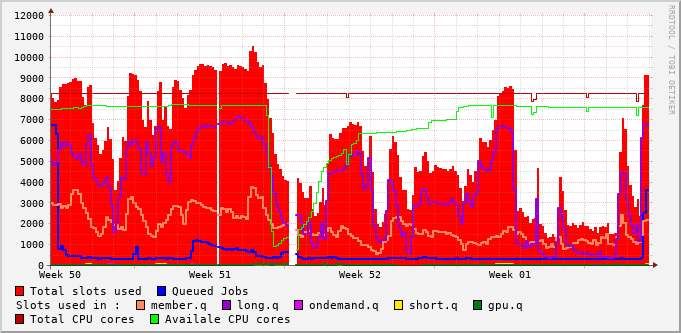 12000
11000
10000
9000
8000
7000
6000
5000
4000
3000
2000
1000
0
Week 50 Week 51 Week 52 Week 01
Total slots used Queued Jobs
Slots used in : member.q long.q ondemand.q short.q gpu.q
Total CPU cores Availale CPU cores
RRDTOOL / TOBI OETIKER